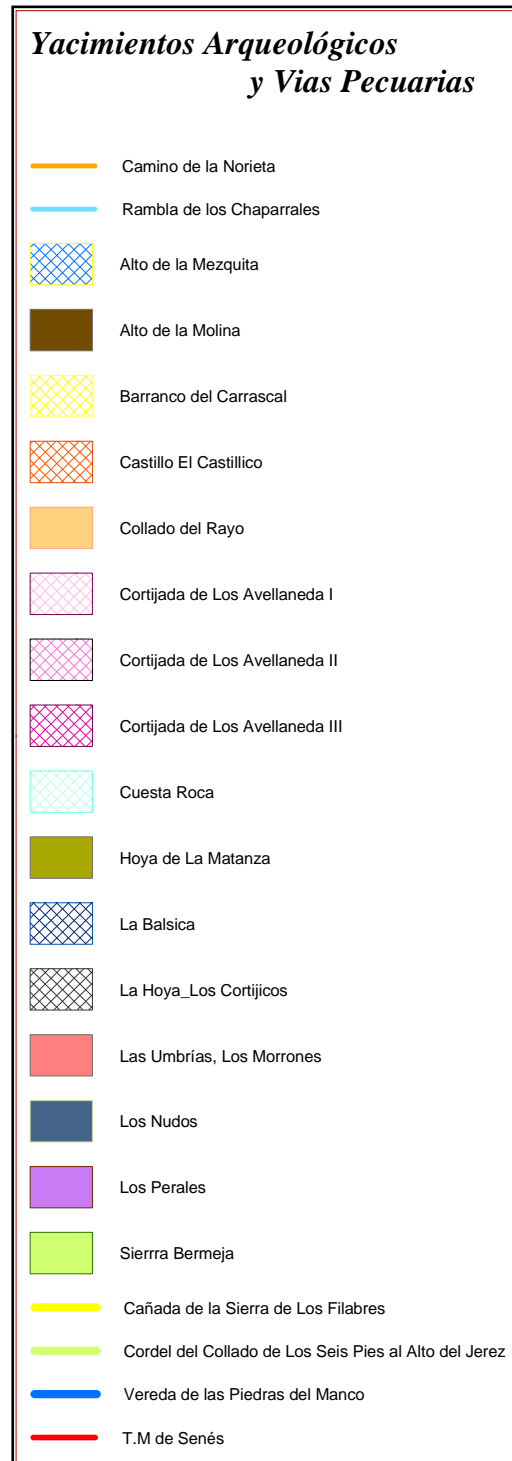 Yacimientos Arqueológicos
y Vias Pecuarias
Camino de la Norieta
Rambla de los Chaparrales
Alto de la Mezquita
Alto de la Molina
Barranco del Carrascal
Castillo El Castillico
Collado del Rayo
Cortijada de Los Avellaneda I
Cortijada de Los Avellaneda II
Cortijada de Los Avellaneda III
Cuesta Roca
Hoya de La Matanza
La Balsica
La Hoya_Los Cortijicos
Las Umbrías, Los Morrones
Los Nudos
Los Perales
Sierrra Bermeja
Cañada de la Sierra de Los Filabres
Cordel del Collado de Los Seis Pies al Alto del Jerez
Vereda de las Piedras del Manco
T.M de Senés